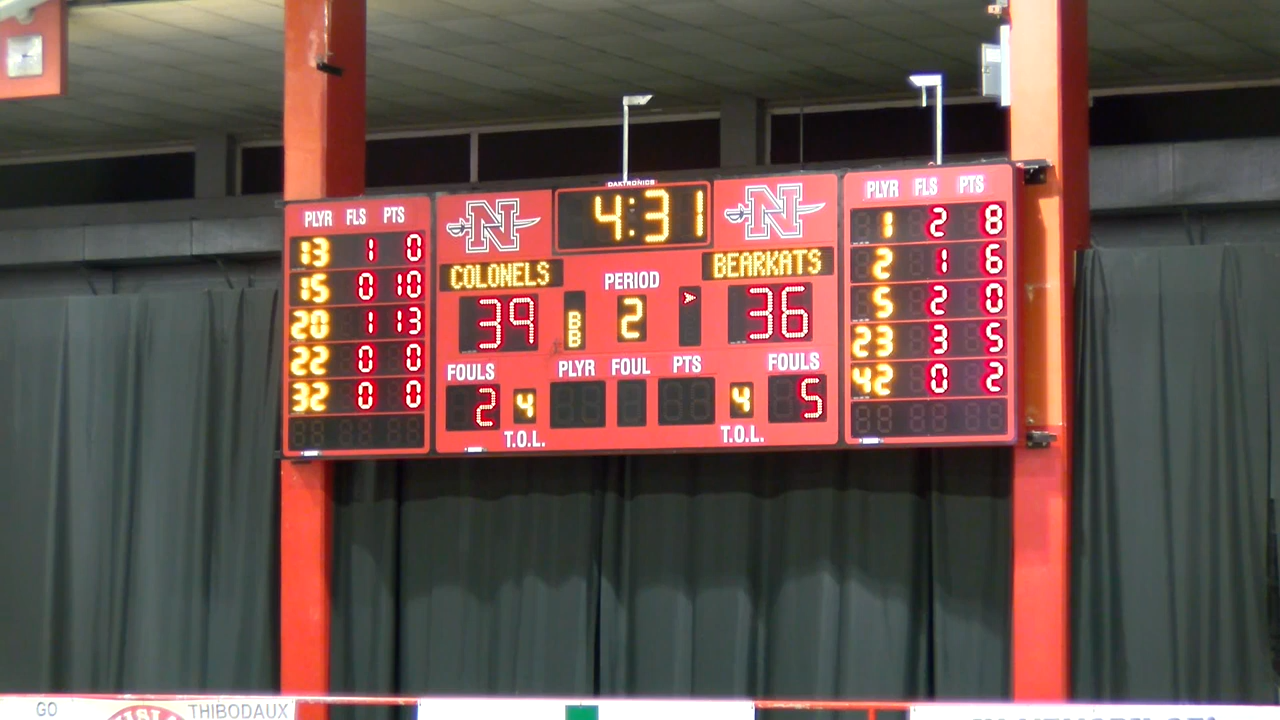 DAKTRONICS
PLYR FLS PTS
13 1 0
15 0 10
20 1 13
22 0 0
32 0 0
N
4:31
N
COLONELS
PERIOD
BEARKATS
39
B
B
2
36
FOULS
PLYR FOUL PTS
FOULS
2
4
4
5
T.O.L.
T.O.L.
PLYR FLS PTS
1 2 8
2 1 6
5 2 0
23 3 5
42 0 2
GO
THIBODAUX